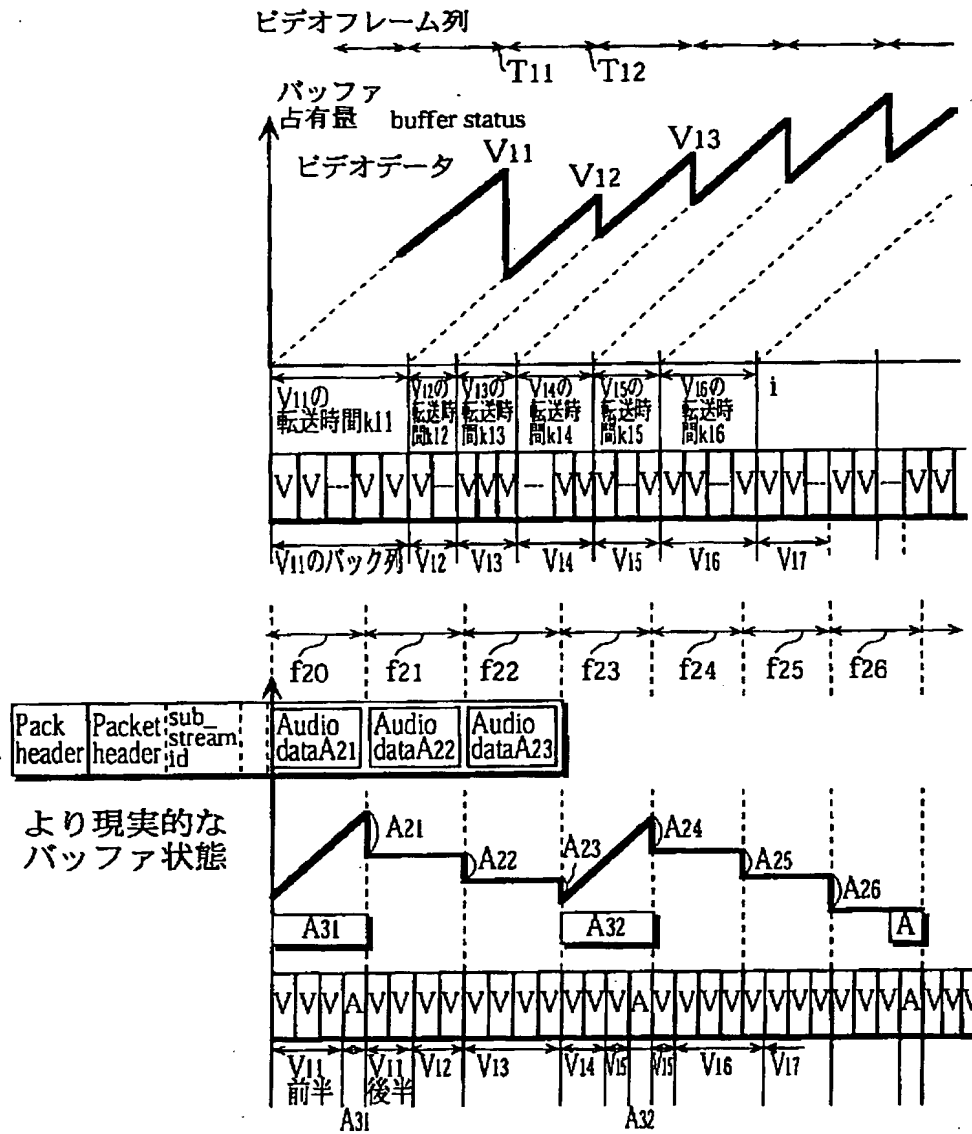 ビデオフレーム列
T11 T12
バッファ
占有量 buffer status
ビデオデータ
V11 V12 V13
V11の
転送時間k11
V12の
転送時
間k12
V13の
転送時
間k13
V14の
転送時
間k14
V15の
転送時
間k15
V16の
転送時
間k16
i
V V --- V V V — V V V — V V V — V V V — V V V --- V V — V V
V11のパック列 V12 V13 V14 V15 V16 V17
f20 f21 f22 f23 f24 f25 f26
Pack
header
Packet
header
sub_
stream
id
Audio
dataA21
Audio
dataA22
Audio
dataA23
より現実的な
バッファ状態
A21 A22 A23 A24 A25 A26
A31 A32 A
V V V A V V V V V V V V V V V A V V V V V V V V V V V A V V
V11
前半
V11
後半
V12 V13 V14 V15 V15 V16 V17
A31 A32